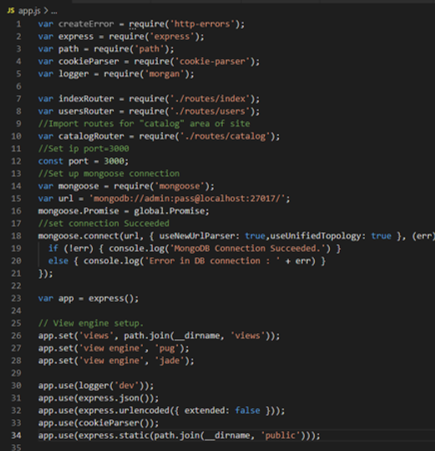 JS app.js > ...
1 var createError = require('http-errors');
2 var express = require('express');
3 var path = require('path');
4 var cookieParser = require('cookie-parser');
5 var logger = require('morgan');
6
7 var indexRouter = require('./routes/index');
8 var usersRouter = require('./routes/users');
9 //Import routes for "catalog" area of site
10 var catalogRouter = require('./routes/catalog');
11 //Set ip port=3000
12 const port = 3000;
13 //Set up mongoose connection
14 var mongoose = require('mongoose');
15 var url = 'mongodb://admin:pass@localhost:27017/';
16 mongoose.Promise = global.Promise;
17 //set connection Succeeded
18 mongoose.connect(url, { useNewUrlParser: true,useUnifiedTopology: true }, (err)
19 if (!err) { console.log('MongoDB Connection Succeeded.') }
20 else { console.log('Error in DB connection : ' + err) }
21 });
22
23 var app = express();
24
25 // View engine setup.
26 app.set('views', path.join(__dirname, 'views'));
27 app.set('view engine', 'pug');
28 app.set('view engine', 'jade');
29
30 app.use(logger('dev'));
31 app.use(express.json());
32 app.use(express.urlencoded({ extended: false }));
33 app.use(cookieParser());
34 app.use(express.static(path.join(__dirname, 'public')));
35